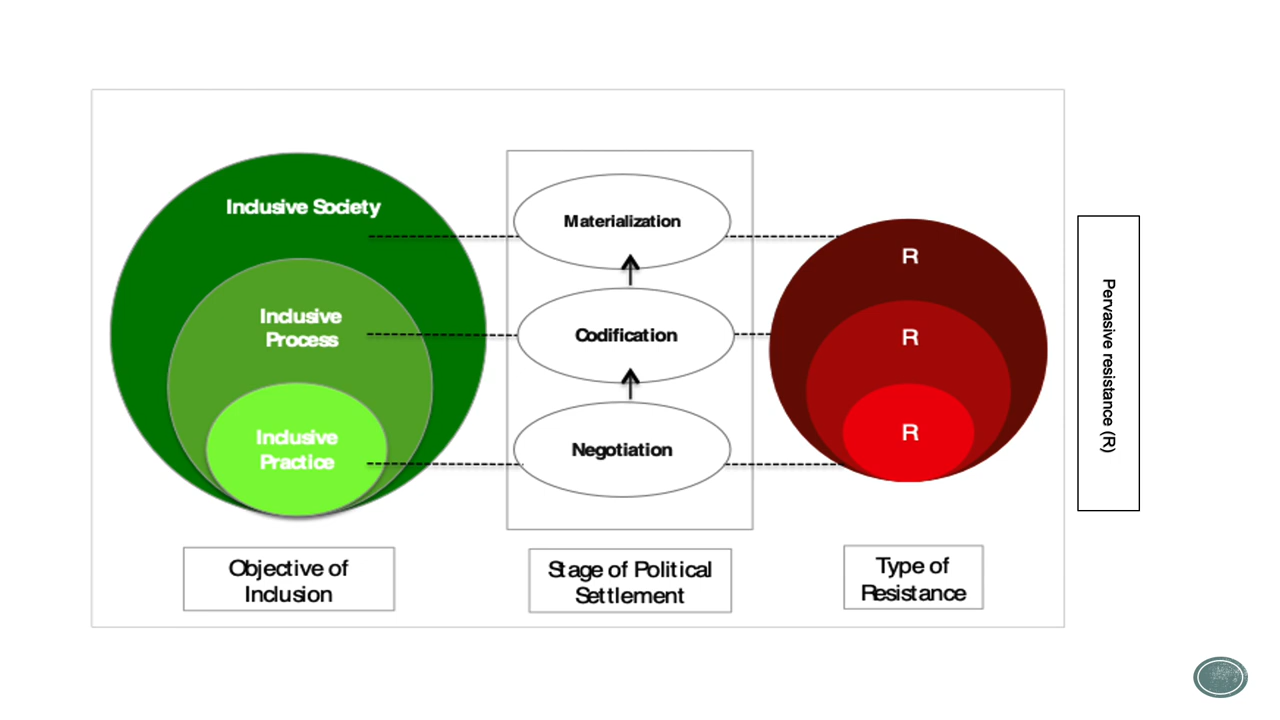 Inclusive Society
Inclusive
Process
Inclusive
Practice
Materialization
Codification
Negotiation
R
R
R
Pervasive resistance (R)
Objective of
Inclusion
Stage of Political
Settlement
Type of
Resistance